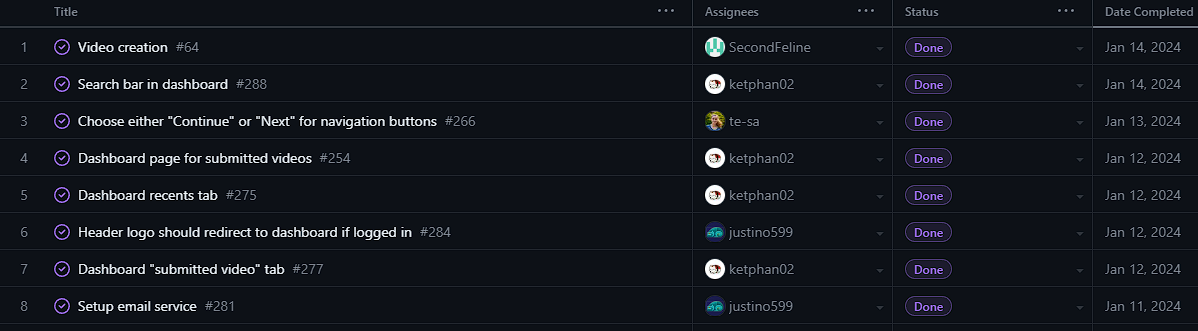 Title ... Assignees ... Status ... Date Completed
1 Video creation #64 SecondFeline Done Jan 14, 2024
2 Search bar in dashboard #288 ketphan02 Done Jan 14, 2024
3 Choose either "Continue" or "Next" for navigation buttons #266 te-sa Done Jan 13, 2024
4 Dashboard page for submitted videos #254 ketphan02 Done Jan 12, 2024
5 Dashboard recents tab #275 ketphan02 Done Jan 12, 2024
6 Header logo should redirect to dashboard if logged in #284 justino599 Done Jan 12, 2024
7 Dashboard "submitted video" tab #277 ketphan02 Done Jan 12, 2024
8 Setup email service #281 justino599 Done Jan 11, 2024